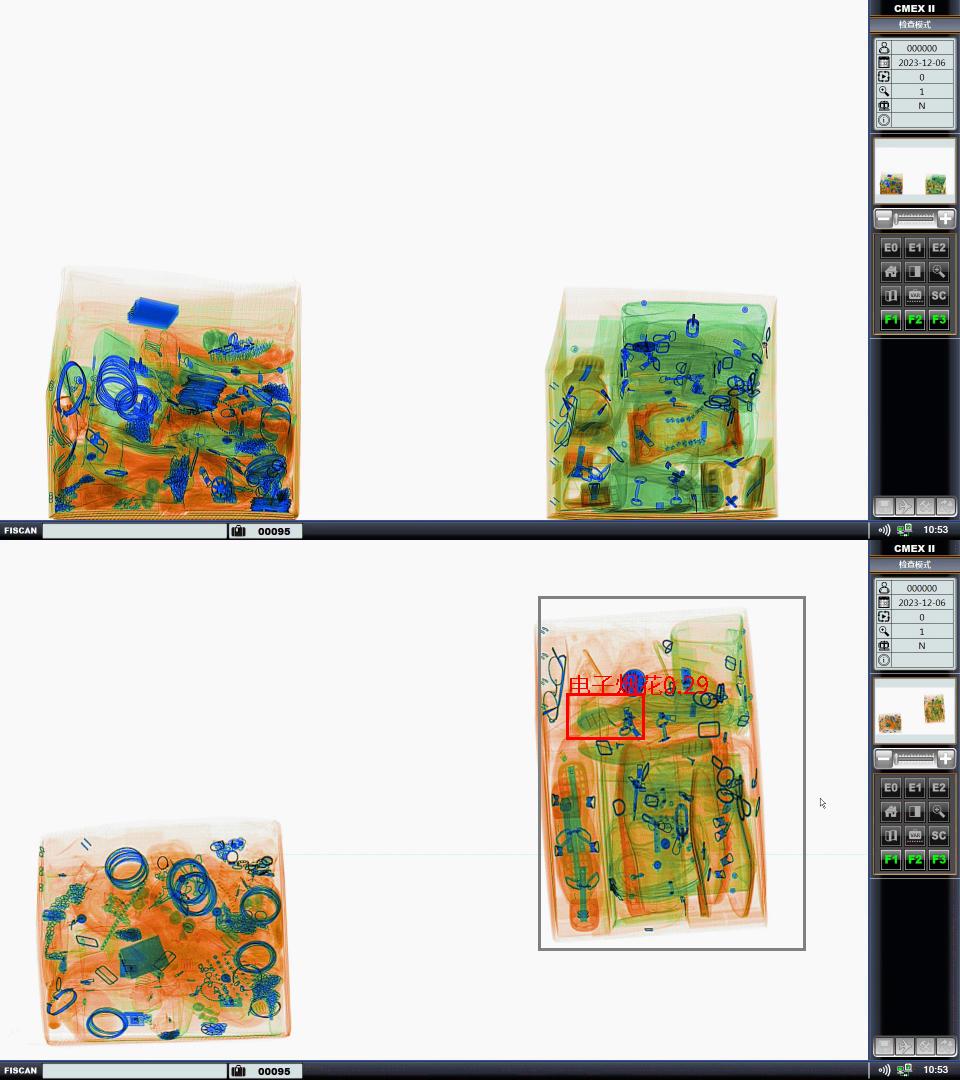 CMEX II
检查模式
000000
2023-12-06
0
1
N
E0 E1 E2
SC
F1 F2 F3
FISCAN
00095
10:53
CMEX II
检查模式
000000
2023-12-06
0
1
N
电子烟花0.29
E0 E1 E2
SC
F1 F2 F3
FISCAN
00095
10:53